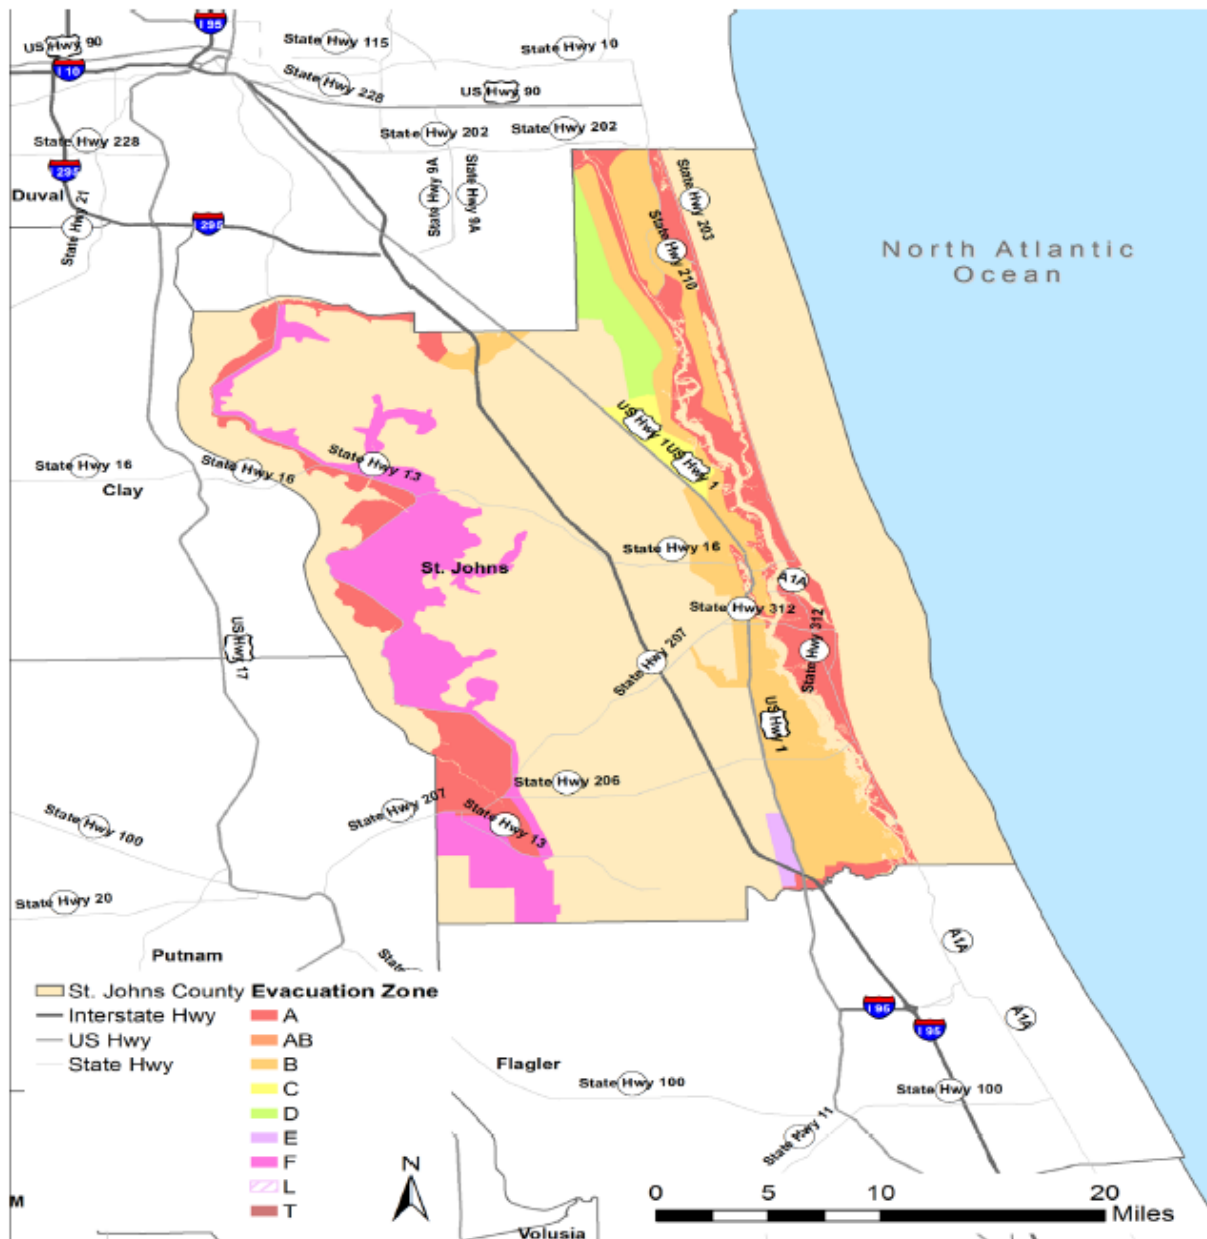 I 95
US Hwy 90
State Hwy 115
State Hwy 10
I 10
State Hwy 228
US Hwy 90
State Hwy 228
State Hwy 202
State Hwy 202
295
Duval
State Hwy 21
I 295
State Hwy 9A
State Hwy 9A
State Hwy 203
State Hwy 210
North Atlantic
Ocean
US Hwy 1
US Hwy 1
State Hwy 16
Clay
State Hwy 16
State Hwy 13
St. Johns
State Hwy 16
A1A
State Hwy 312
State Hwy 312
US Hwy 17
State Hwy 207
US Hwy 1
State Hwy 206
State Hwy 207
State Hwy 13
State Hwy 100
State Hwy 20
Putnam
State
A1A
A1A
I 95
I 95
Flagler
State Hwy 100
State Hwy 100
State Hwy 11
Volusia
M
St. Johns County
Interstate Hwy
US Hwy
State Hwy
Evacuation Zone
A
AB
B
C
D
E
F
L
T
N
0 5 10 20
Miles